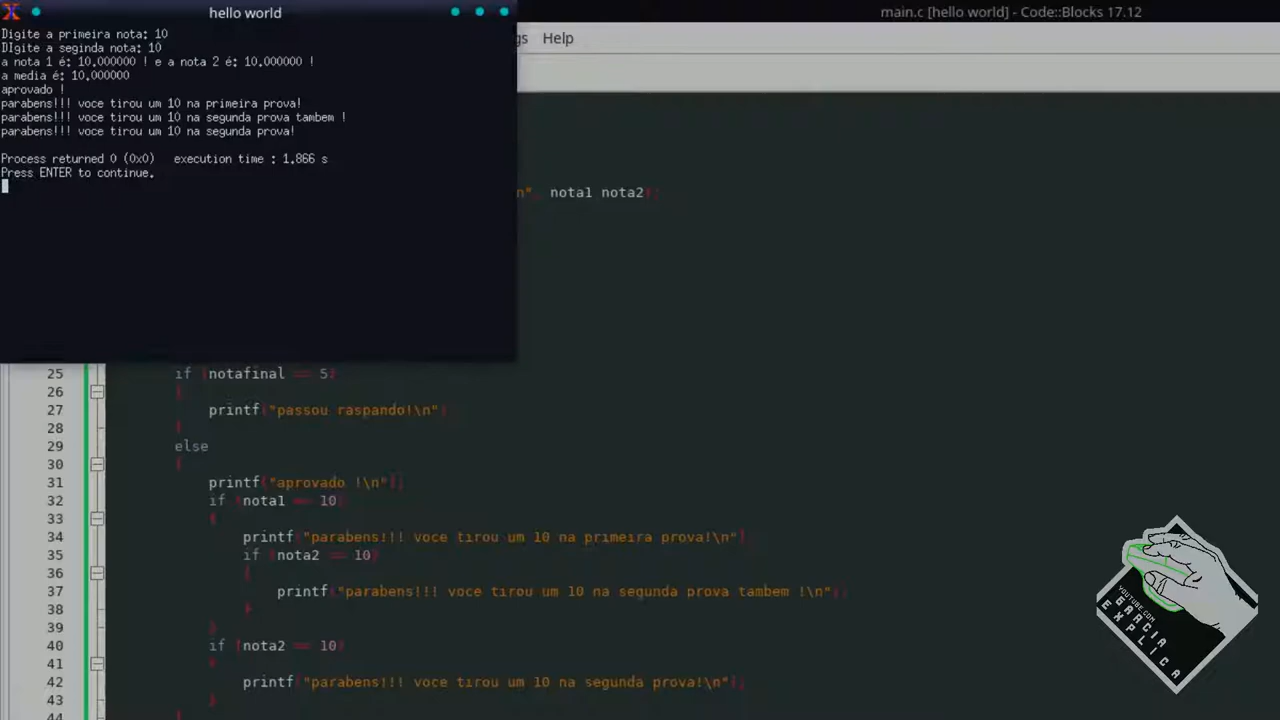 hello world
main.c [hello world] - Code::Blocks 17.12
gs Help
Digite a primeira nota: 10
DIgite a seginda nota: 10
a nota 1 é: 10.000000 ! e a nota 2 é: 10.000000 !
a media é: 10.000000
aprovado !
parabens!!! voce tirou um 10 na primeira prova!
parabens!!! voce tirou um 10 na segunda prova tambem !
parabens!!! voce tirou um 10 na segunda prova!
Process returned 0 (0x0)   execution time : 1.866 s
Press ENTER to continue.
n", nota1 nota2);
25 if (notafinal == 5)
26 {
27 printf("passou raspando!\n");
28 }
29 else
30 {
31 printf("aprovado !\n");
32 if (nota1 == 10)
33 {
34 printf("parabens!!! voce tirou um 10 na primeira prova!\n");
35 if (nota2 == 10)
36 {
37 printf("parabens!!! voce tirou um 10 na segunda prova tambem !\n");
38 }
39 }
40 if (nota2 == 10)
41 {
42 printf("parabens!!! voce tirou um 10 na segunda prova!\n");
43 }
44 }
YOUTUBE.COM
GARCIA
EXPLICA